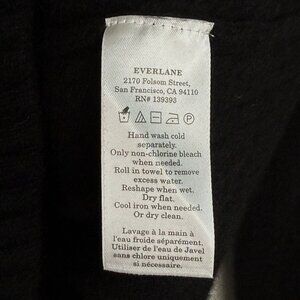 EVERLANE
2170 Folsom Street,
San Francisco, CA 94110
RN# 139393
Hand wash cold
separately.
Only non-chlorine bleach
when needed.
Roll in towel to remove
excess water.
Reshape when wet.
Dry flat.
Cool iron when needed.
Or dry clean.
Lavage à la main à
l'eau froide séparément.
Utiliser de l'eau de Javel
sans chlore uniquement
si nécessaire.